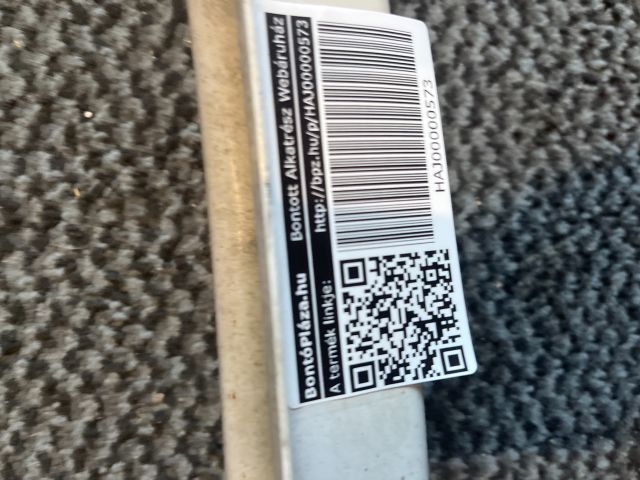 BontóPláza.hu Bontott Alkatrész Webáruház
A termék linkje: http://bpz.hu/p/HAJ00000573
HAJ00000573